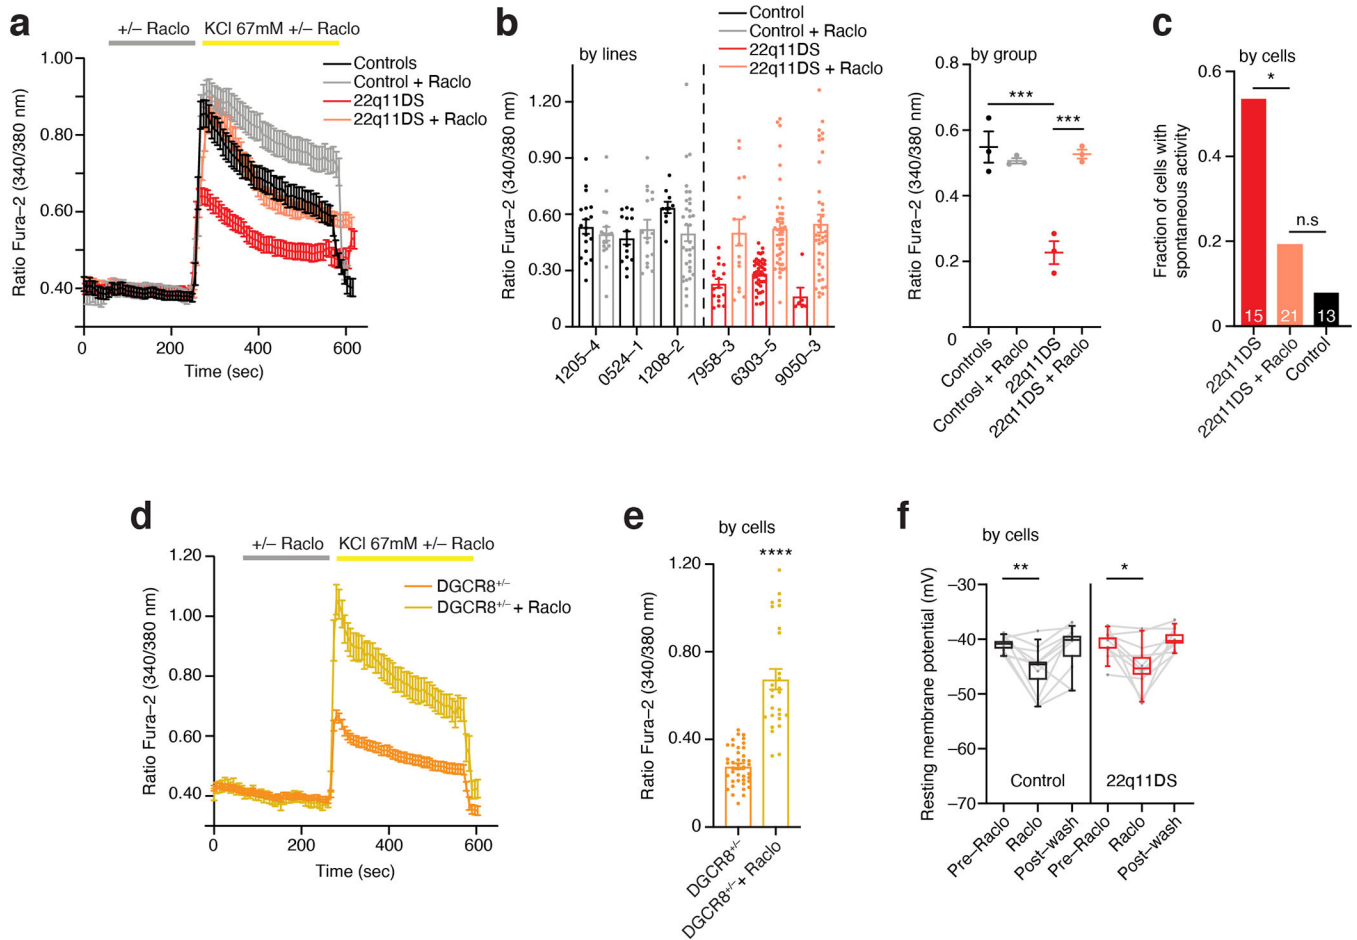 a
+/– Raclo
KCl 67mM +/– Raclo
Controls
Control + Raclo
22q11DS
22q11DS + Raclo
Ratio Fura–2 (340/380 nm)
1.00
0.80
0.60
0.40
0
200
400
600
Time (sec)
b
by lines
Control
Control + Raclo
22q11DS
22q11DS + Raclo
Ratio Fura–2 (340/380 nm)
1.20
0.90
0.60
0.30
0
1205–4
0524–1
1208–2
7958–3
6303–5
9050–3
by group
Ratio Fura–2 (340/380 nm)
0.8
0.6
0.4
0.2
0
***
***
Controls
Controsl + Raclo
22q11DS
22q11DS + Raclo
c
by cells
Fraction of cells with
spontaneous activity
0.6
0.4
0.2
0
*
n.s
15
21
13
22q11DS
22q11DS + Raclo
Control
d
+/– Raclo
KCl 67mM +/– Raclo
DGCR8+/–
DGCR8+/– + Raclo
Ratio Fura–2 (340/380 nm)
1.20
1.00
0.80
0.60
0.40
0
200
400
600
Time (sec)
e
by cells
****
Ratio Fura–2 (340/380 nm)
1.20
0.80
0.40
0
DGCR8+/–
DGCR8+/– + Raclo
f
by cells
**
*
Resting membrane potential (mV)
–30
–40
–50
–60
–70
Control
22q11DS
Pre–Raclo
Raclo
Post–wash
Pre–Raclo
Raclo
Post–wash